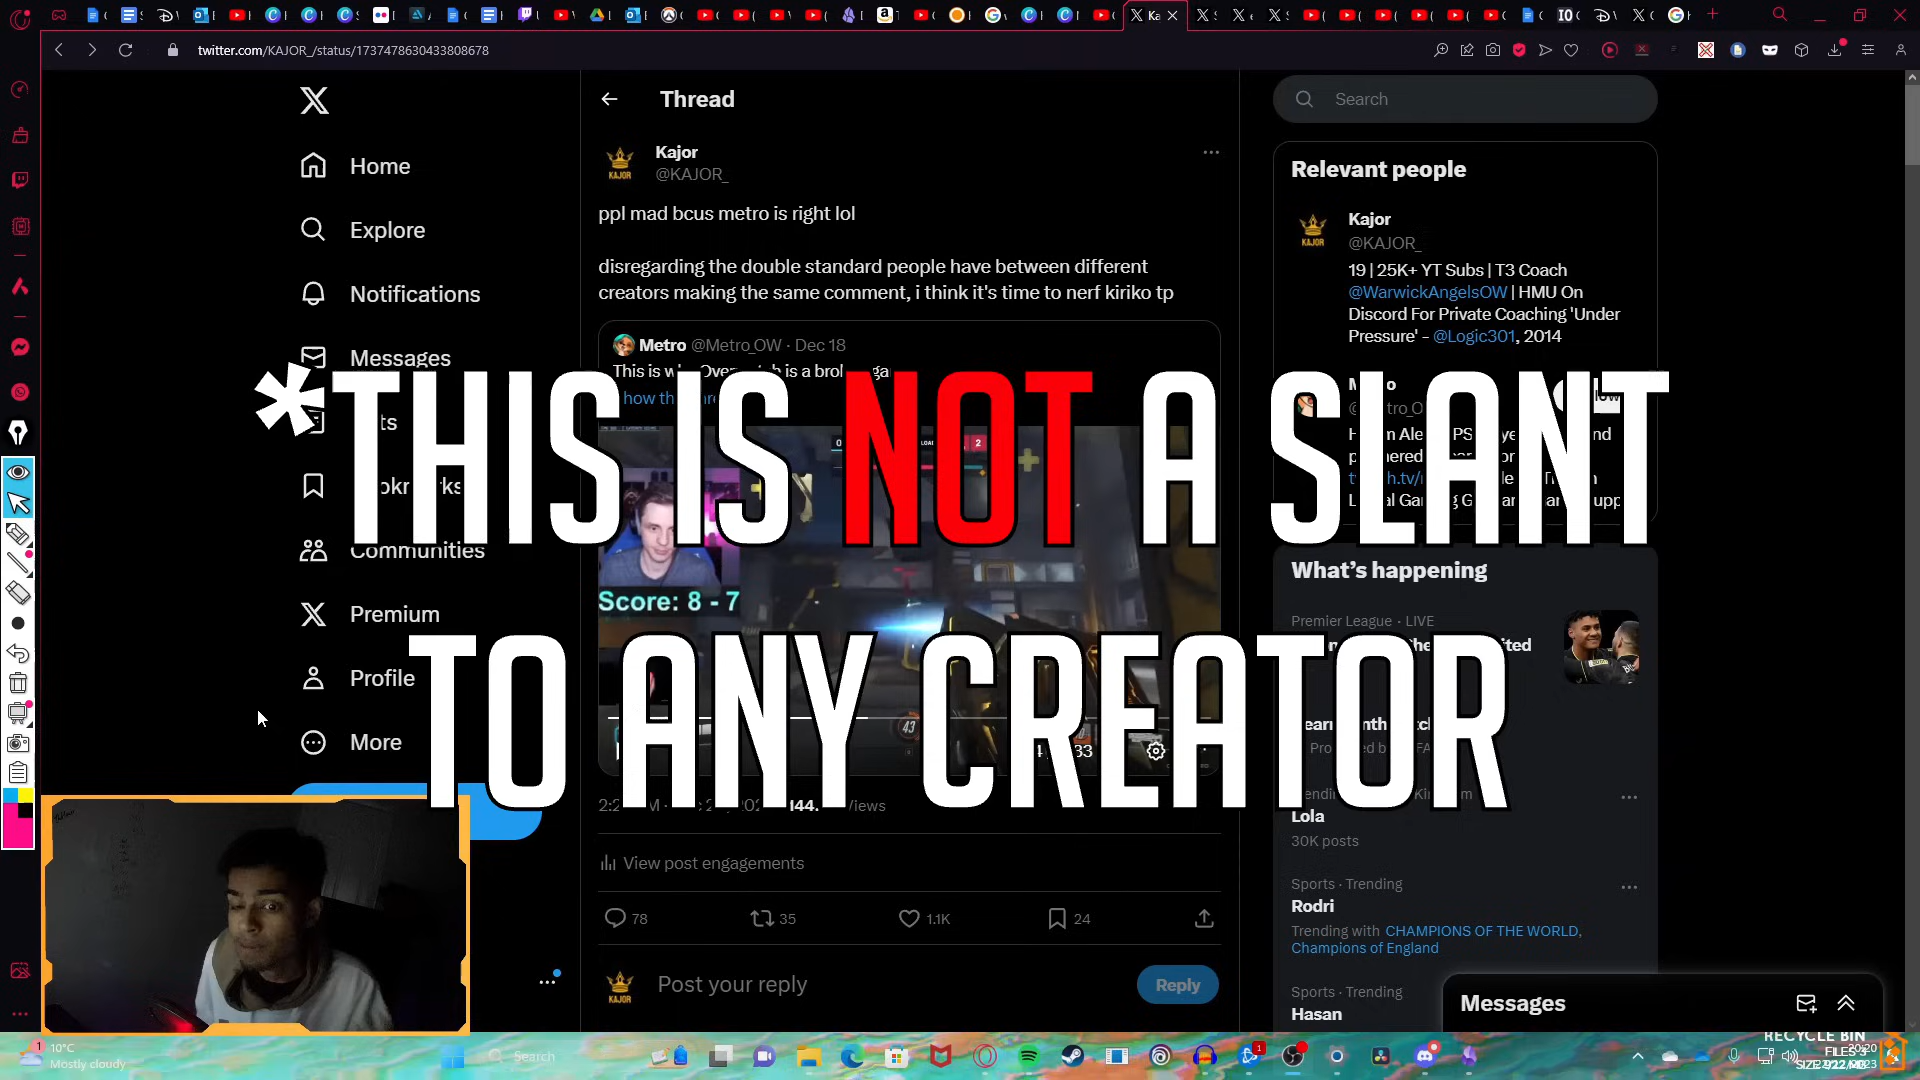 twitter.com/KAJOR_/status/1737478630433808678
Home
Explore
Notifications
Messages
Communities
Premium
Profile
More
Thread
Kajor
@KAJOR_
ppl mad bcus metro is right lol
disregarding the double standard people have between different
creators making the same comment, i think it's time to nerf kiriko tp
Metro @Metro_OW · Dec 18
*THIS IS NOT A SLANT
TO ANY CREATOR
Score: 8 - 7
43
View post engagements
78
35
1.1K
24
KAJOR
Post your reply
Reply
Search
Relevant people
Kajor
@KAJOR_
19 | 25K+ YT Subs | T3 Coach
@WarwickAngelsOW | HMU On
Discord For Private Coaching 'Under
Pressure' - @Logic301, 2014
What's happening
Premier League · LIVE
Lola
30K posts
Sports · Trending
Rodri
Trending with CHAMPIONS OF THE WORLD,
Champions of England
Sports · Trending
Hasan
Messages
10°C
Mostly cloudy
Search
RECYCLE BIN